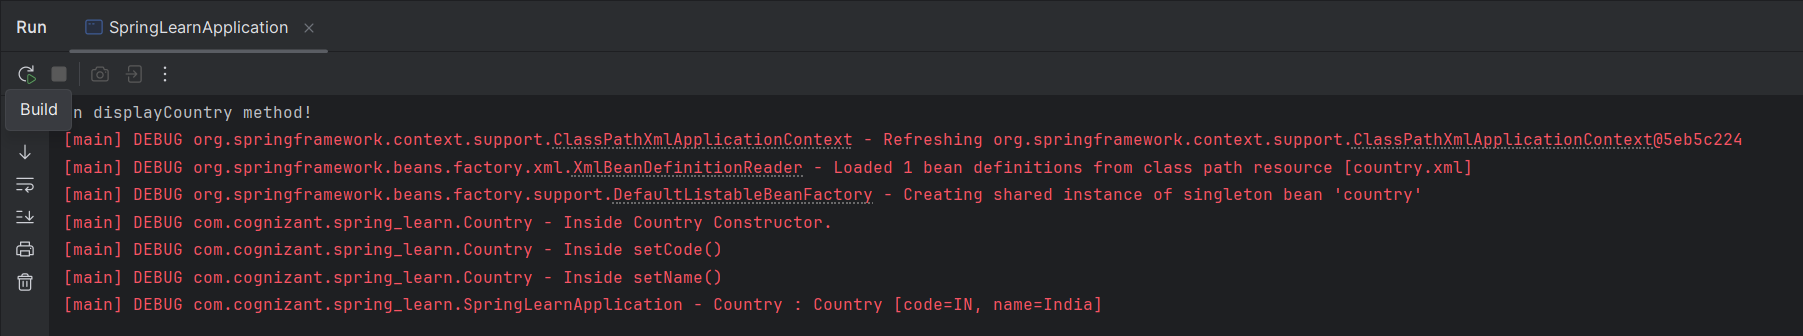 Run
SpringLearnApplication
Build
n displayCountry method!
[main] DEBUG org.springframework.context.support.ClassPathXmlApplicationContext - Refreshing org.springframework.context.support.ClassPathXmlApplicationContext@5eb5c224
[main] DEBUG org.springframework.beans.factory.xml.XmlBeanDefinitionReader - Loaded 1 bean definitions from class path resource [country.xml]
[main] DEBUG org.springframework.beans.factory.support.DefaultListableBeanFactory - Creating shared instance of singleton bean 'country'
[main] DEBUG com.cognizant.spring_learn.Country - Inside Country Constructor.
[main] DEBUG com.cognizant.spring_learn.Country - Inside setCode()
[main] DEBUG com.cognizant.spring_learn.Country - Inside setName()
[main] DEBUG com.cognizant.spring_learn.SpringLearnApplication - Country : Country [code=IN, name=India]